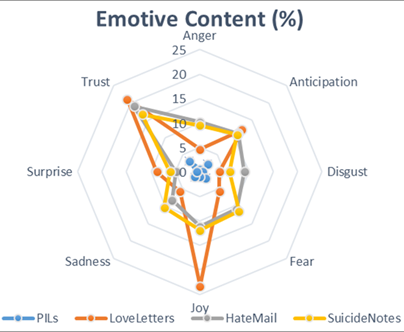 Emotive Content (%)
Anger
25
Trust
20
Anticipation
15
10
5
Surprise
0
Disgust
Sadness
Fear
Joy
PILs
LoveLetters
HateMail
SuicideNotes